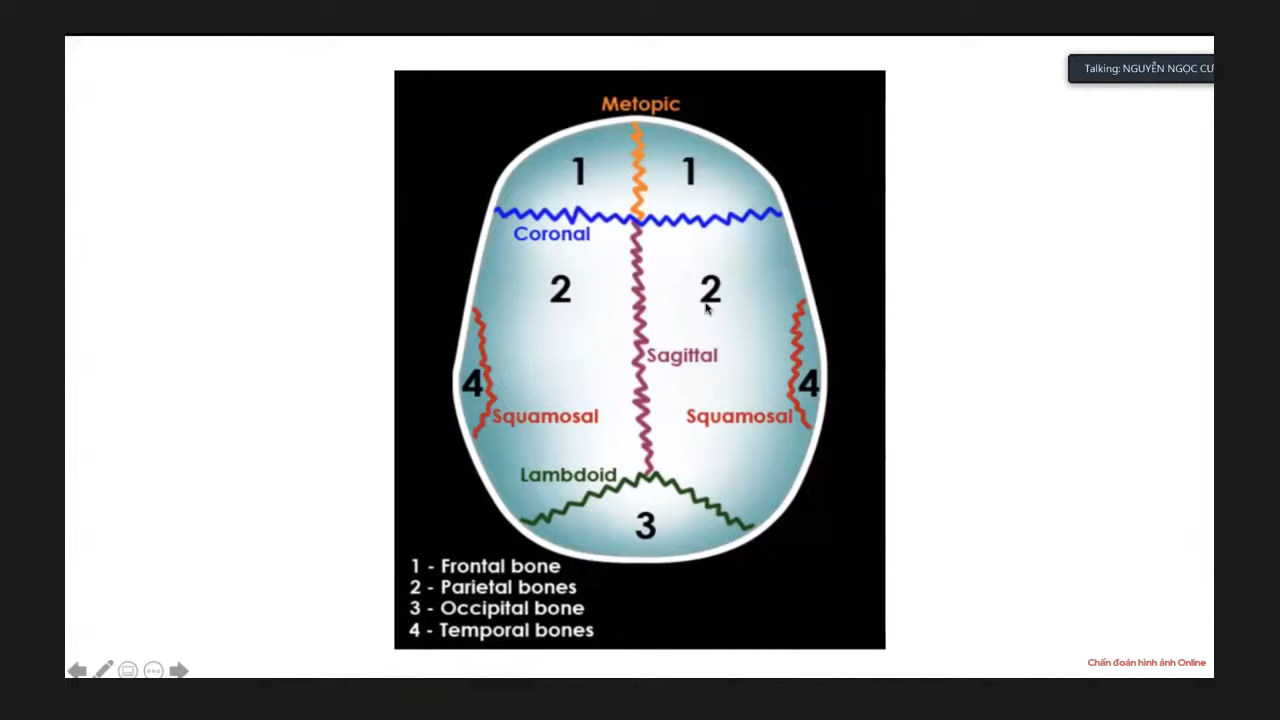 Talking: NGUYỄN NGỌC CƯ
Metopic
1 1
Coronal
2 2
Sagittal
4 4
Squamosal Squamosal
Lambdoid
3
1 - Frontal bone
2 - Parietal bones
3 - Occipital bone
4 - Temporal bones
Chẩn đoán hình ảnh Online